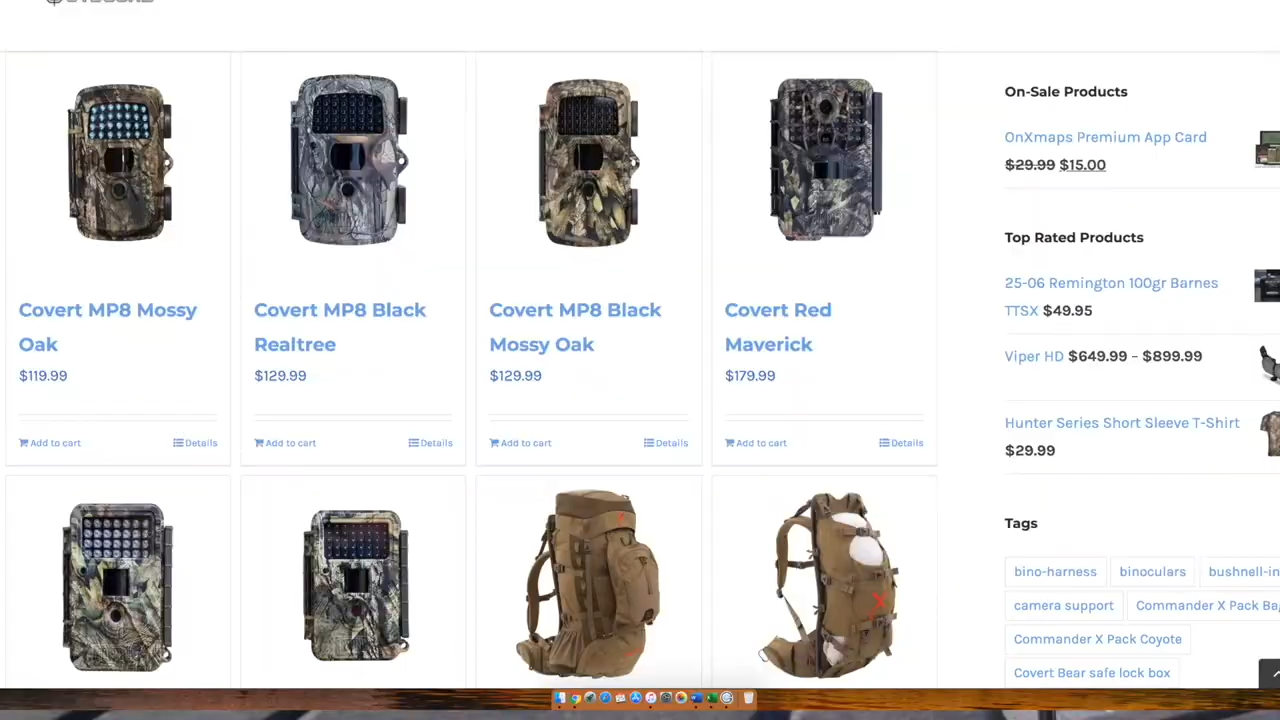 Covert MP8 Mossy
Oak
$119.99
Add to cart
Details
Covert MP8 Black
Realtree
$129.99
Add to cart
Details
Covert MP8 Black
Mossy Oak
$129.99
Add to cart
Details
Covert Red
Maverick
$179.99
Add to cart
Details
On-Sale Products
OnXmaps Premium App Card
$29.99 $15.00
Top Rated Products
25-06 Remington 100gr Barnes
TTSX $49.95
Viper HD $649.99 – $899.99
Hunter Series Short Sleeve T-Shirt
$29.99
Tags
bino-harness binoculars bushnell-in
camera support Commander X Pack Ba
Commander X Pack Coyote
Covert Bear safe lock box